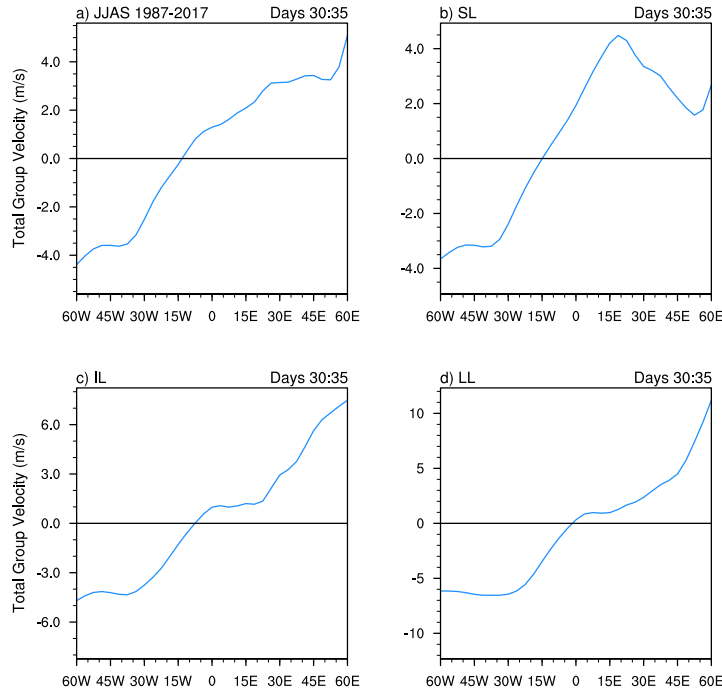 a) JJAS 1987-2017 Days 30:35
b) SL Days 30:35
Total Group Velocity (m/s)
4.0
2.0
0.0
-2.0
-4.0
60W 45W 30W 15W 0 15E 30E 45E 60E
4.0
2.0
0.0
-2.0
-4.0
60W 45W 30W 15W 0 15E 30E 45E 60E
c) IL Days 30:35
d) LL Days 30:35
Total Group Velocity (m/s)
6.0
3.0
0.0
-3.0
-6.0
60W 45W 30W 15W 0 15E 30E 45E 60E
10
5
0
-5
-10
60W 45W 30W 15W 0 15E 30E 45E 60E